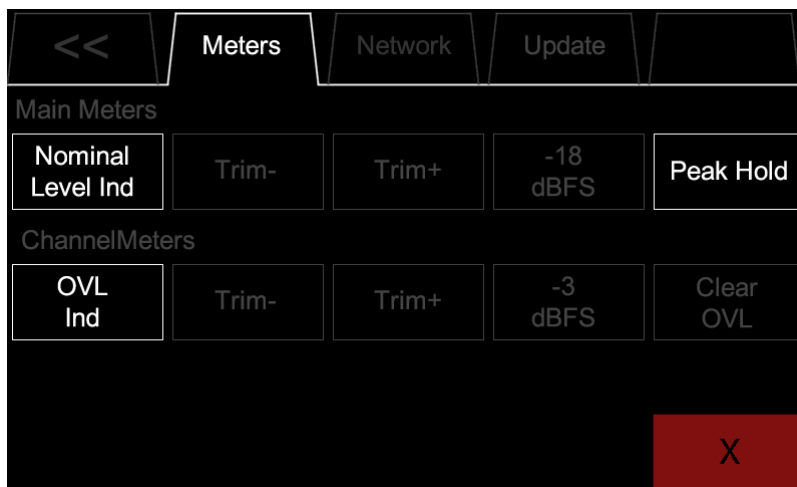 << Meters Network Update
Main Meters
Nominal
Level Ind
Trim-
Trim+
-18
dBFS
Peak Hold
ChannelMeters
OVL
Ind
Trim-
Trim+
-3
dBFS
Clear
OVL
X